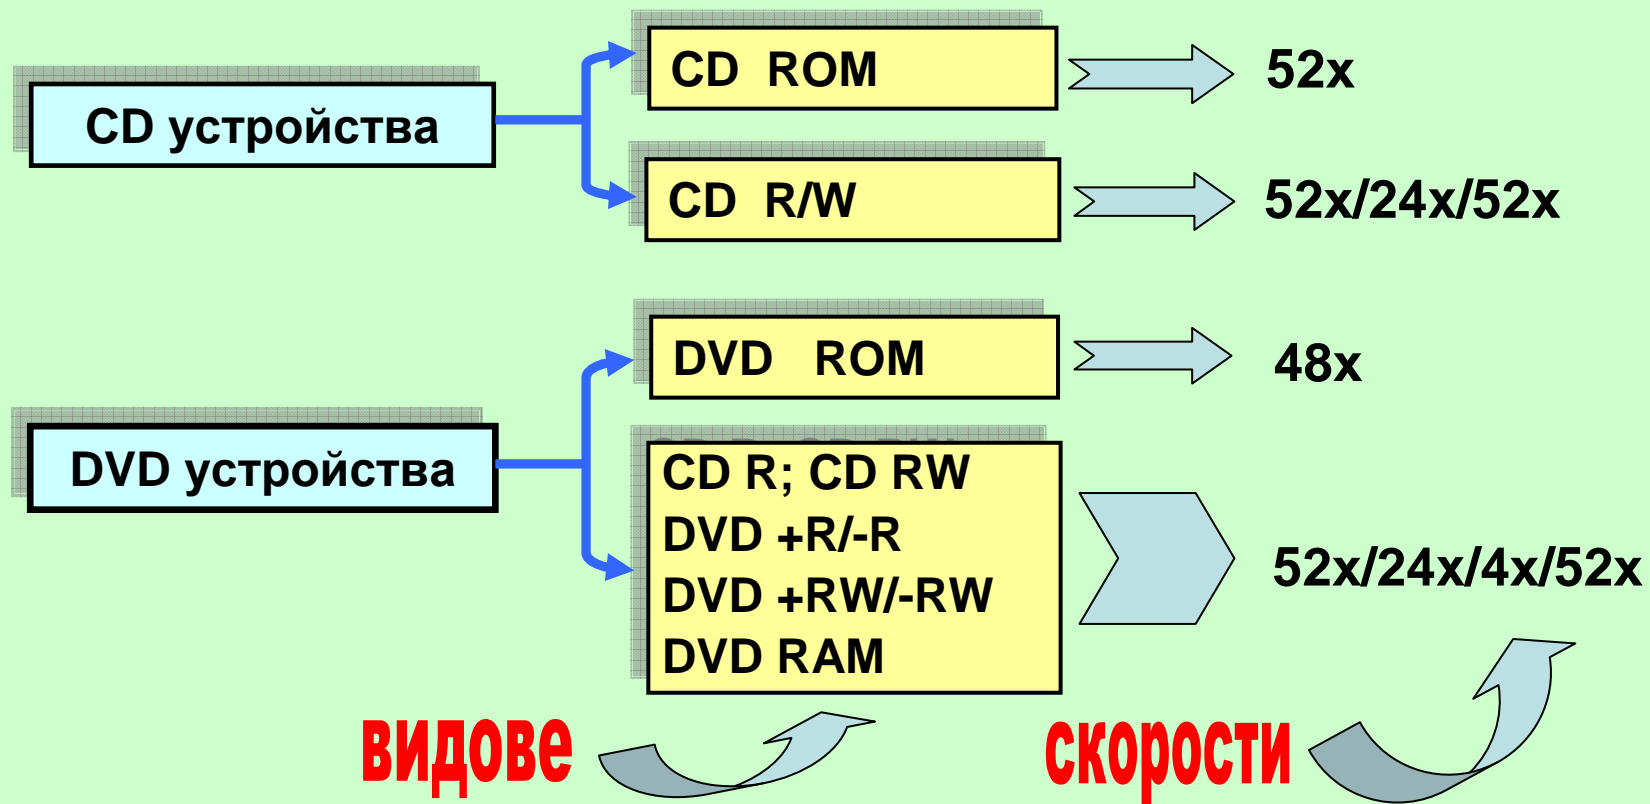 CD устройства
CD ROM
52x
CD R/W
52x/24x/52x
DVD устройства
DVD ROM
48x
CD R; CD RW
DVD +R/-R
DVD +RW/-RW
DVD RAM
52x/24x/4x/52x
видове
скорости